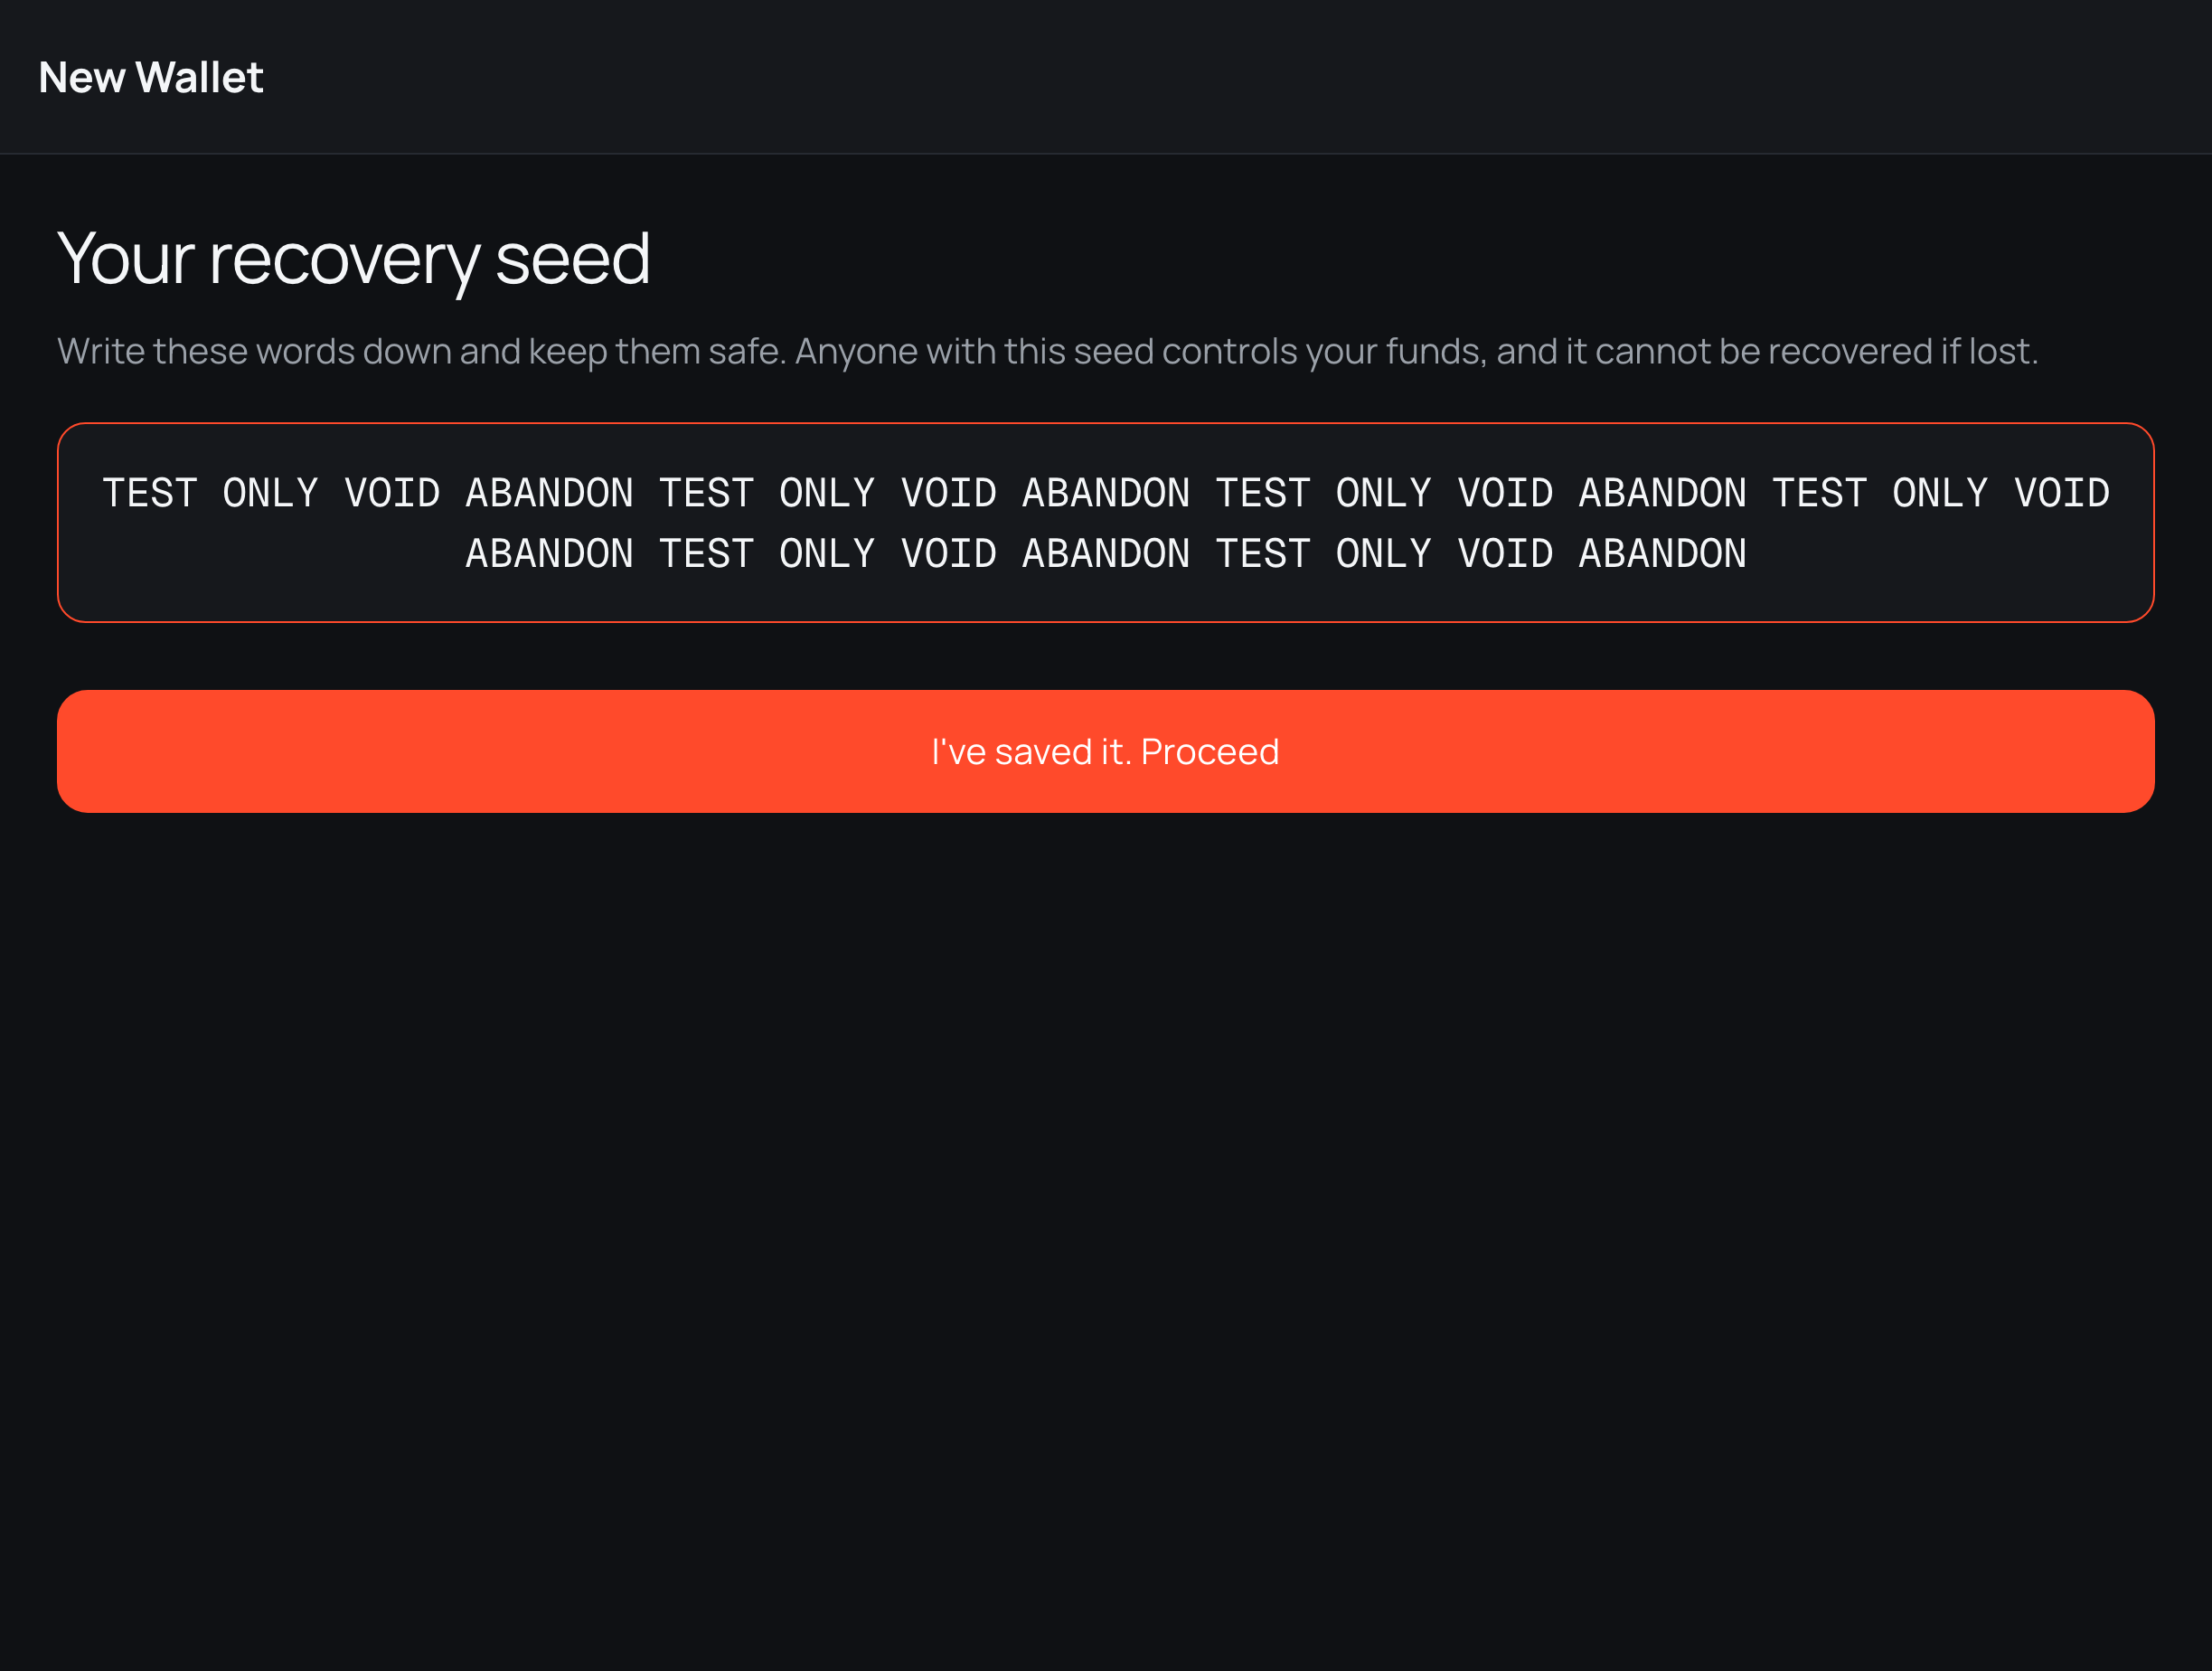 New Wallet
Your recovery seed
Write these words down and keep them safe. Anyone with this seed controls your funds, and it cannot be recovered if lost.
TEST ONLY VOID ABANDON TEST ONLY VOID ABANDON TEST ONLY VOID ABANDON TEST ONLY VOID
ABANDON TEST ONLY VOID ABANDON TEST ONLY VOID ABANDON
I've saved it. Proceed